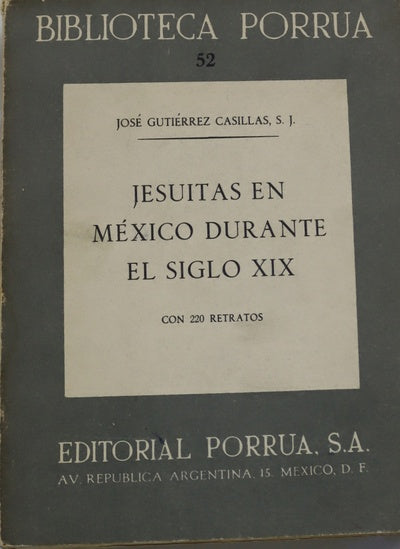 BIBLIOTECA PORRUA
52
JOSÉ GUTIÉRREZ CASILLAS, S. J.
JESUITAS EN
MÉXICO DURANTE
EL SIGLO XIX
CON 220 RETRATOS
EDITORIAL PORRUA, S.A.
AV. REPUBLICA ARGENTINA, 15. MEXICO, D. F.